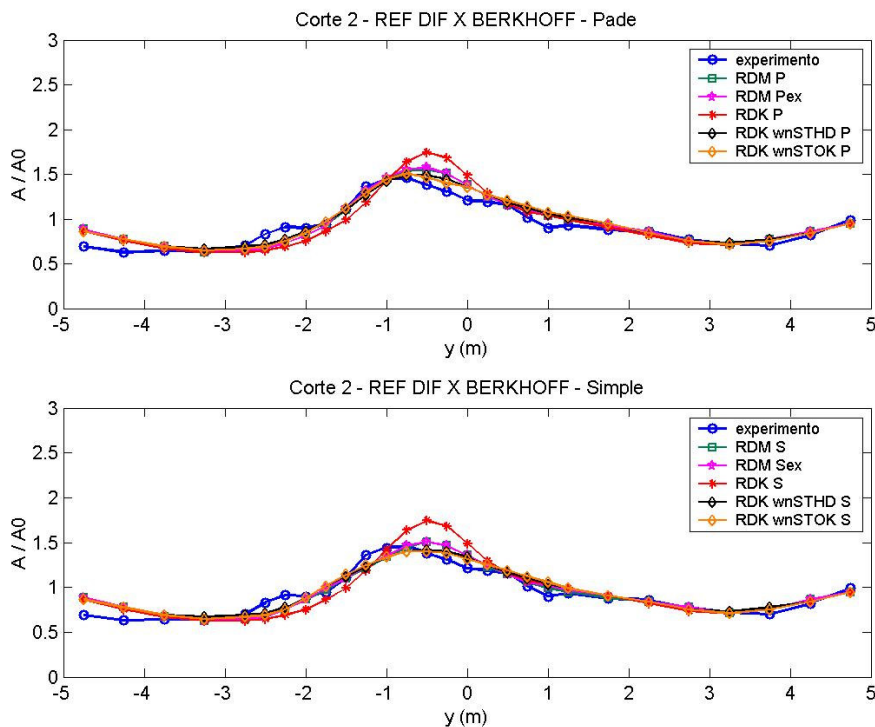 Corte 2 - REF DIF X BERKHOFF - Pade
3
2.5
2
1.5
1
0.5
0
A / A0
experimento
RDM P
RDM Pex
RDK P
RDK wnSTHD P
RDK wnSTOK P
-5 -4 -3 -2 -1 0 1 2 3 4 5
y (m)
Corte 2 - REF DIF X BERKHOFF - Simple
3
2.5
2
1.5
1
0.5
0
A / A0
experimento
RDM S
RDM Sex
RDK S
RDK wnSTHD S
RDK wnSTOK S
-5 -4 -3 -2 -1 0 1 2 3 4 5
y (m)